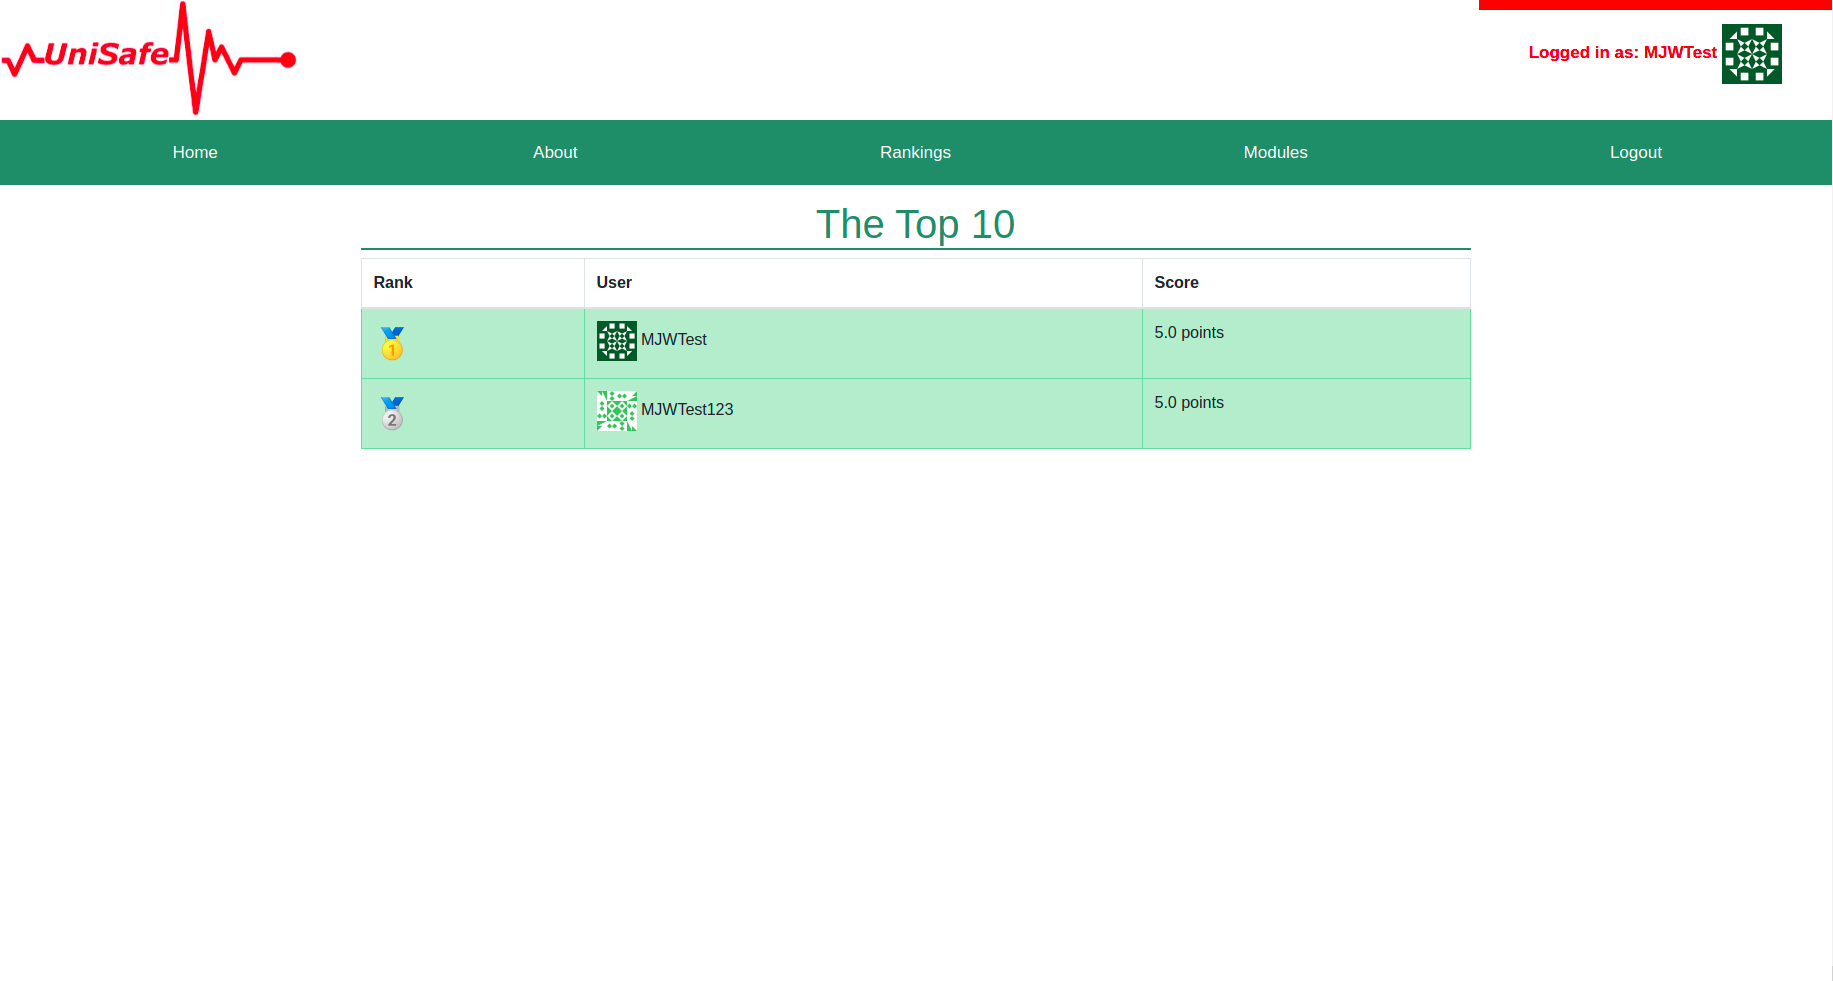 UniSafe
Logged in as: MJWTest
Home About Rankings Modules Logout
The Top 10
Rank User Score
1 MJWTest 5.0 points
2 MJWTest123 5.0 points